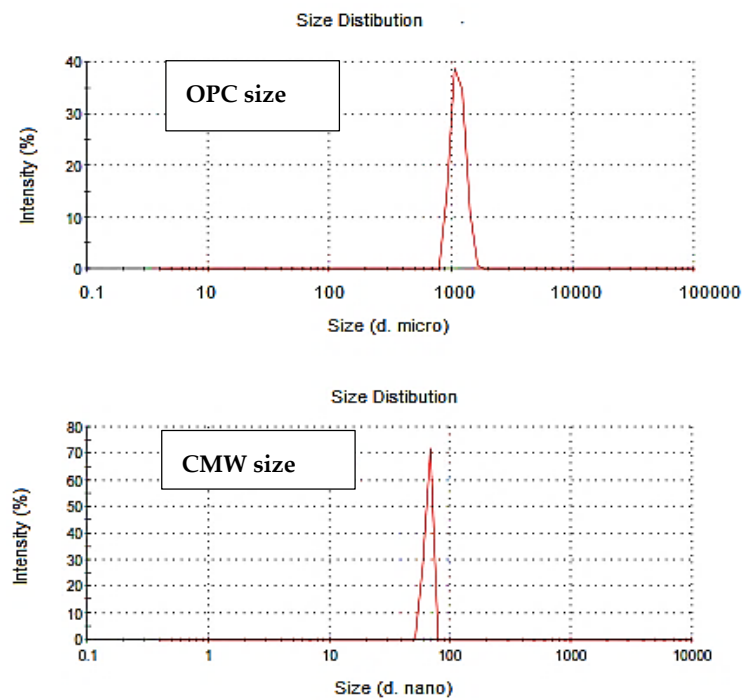 Size Distibution
OPC size
Intensity (%)
40
30
20
10
0
0.1 10 100 1000 10000 100000
Size (d. micro)
Size Distibution
CMW size
Intensity (%)
80
70
60
50
40
30
20
10
0
0.1 1 10 100 1000 10000
Size (d. nano)